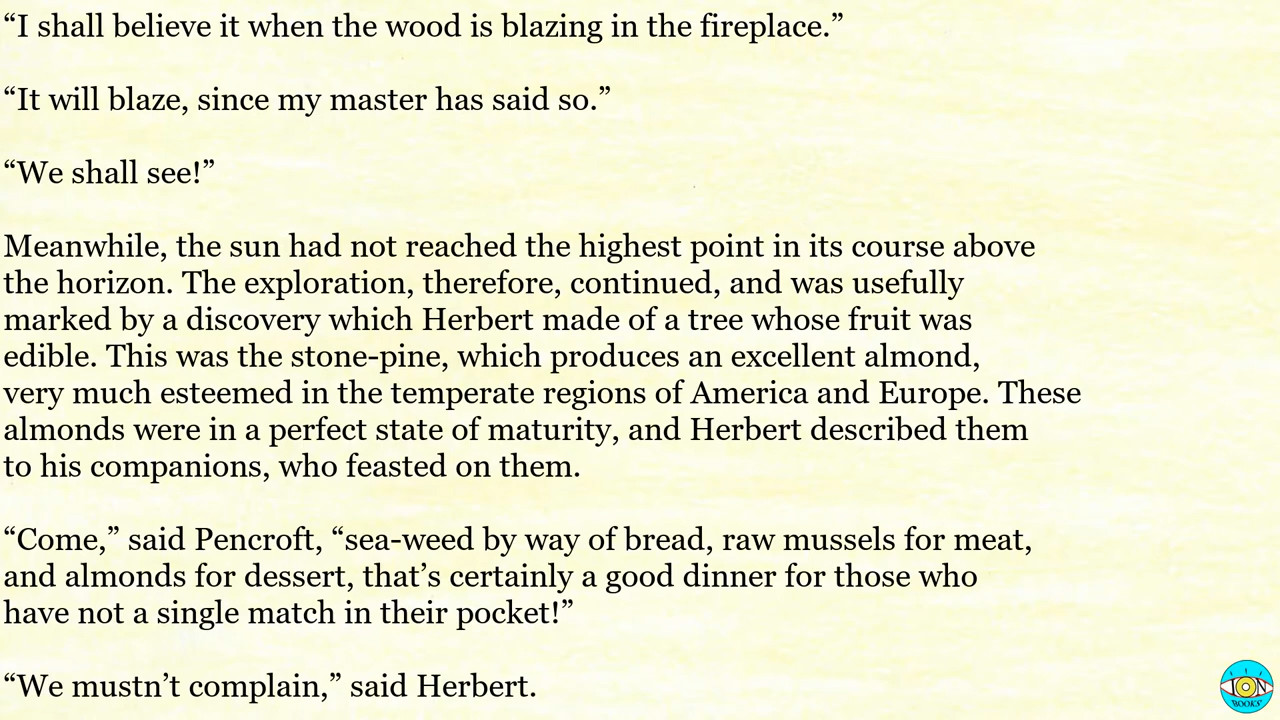 “I shall believe it when the wood is blazing in the fireplace.”
“It will blaze, since my master has said so.”
“We shall see!”
Meanwhile, the sun had not reached the highest point in its course above
the horizon. The exploration, therefore, continued, and was usefully
marked by a discovery which Herbert made of a tree whose fruit was
edible. This was the stone-pine, which produces an excellent almond,
very much esteemed in the temperate regions of America and Europe. These
almonds were in a perfect state of maturity, and Herbert described them
to his companions, who feasted on them.
“Come,” said Pencroft, “sea-weed by way of bread, raw mussels for meat,
and almonds for dessert, that’s certainly a good dinner for those who
have not a single match in their pocket!”
“We mustn’t complain,” said Herbert.
ION
BOOKS